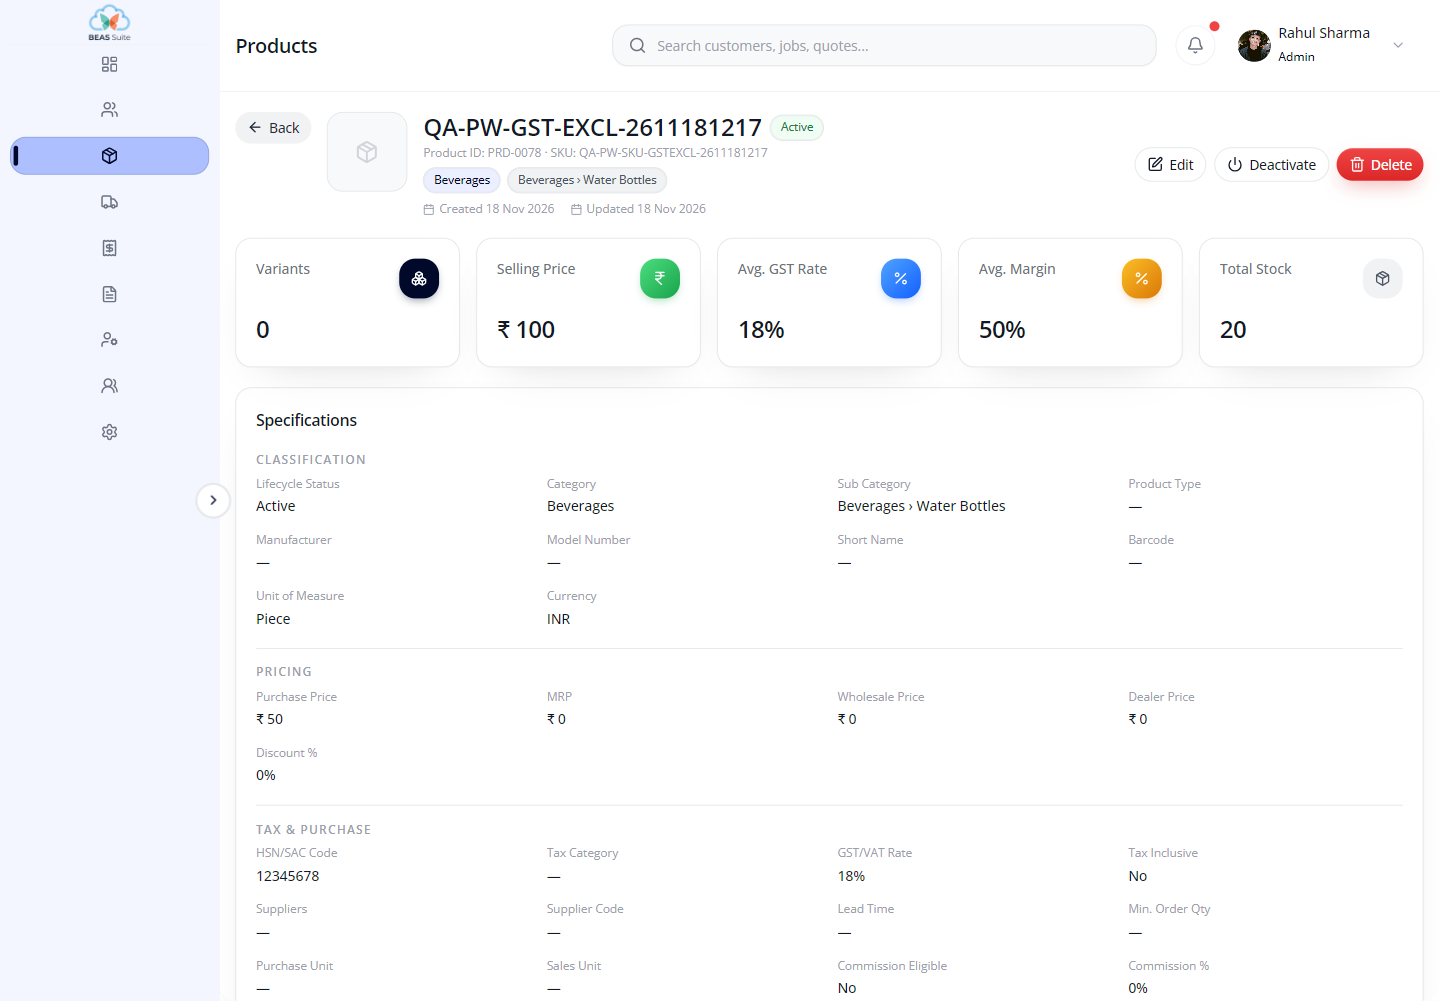 BEAS Suite
Products
Search customers, jobs, quotes...
Rahul Sharma
Admin
Back
QA-PW-GST-EXCL-2611181217
Active
Product ID: PRD-0078 · SKU: QA-PW-SKU-GSTEXCL-2611181217
Beverages
Beverages › Water Bottles
Created 18 Nov 2026
Updated 18 Nov 2026
Edit
Deactivate
Delete
Variants
0
Selling Price
₹
₹ 100
Avg. GST Rate
%
18%
Avg. Margin
%
50%
Total Stock
20
Specifications
CLASSIFICATION
Lifecycle Status
Category
Sub Category
Product Type
Active
Beverages
Beverages › Water Bottles
—
Manufacturer
Model Number
Short Name
Barcode
—
—
—
—
Unit of Measure
Currency
Piece
INR
PRICING
Purchase Price
MRP
Wholesale Price
Dealer Price
₹ 50
₹ 0
₹ 0
₹ 0
Discount %
0%
TAX & PURCHASE
HSN/SAC Code
Tax Category
GST/VAT Rate
Tax Inclusive
12345678
—
18%
No
Suppliers
Supplier Code
Lead Time
Min. Order Qty
—
—
—
—
Purchase Unit
Sales Unit
Commission Eligible
Commission %
—
—
No
0%